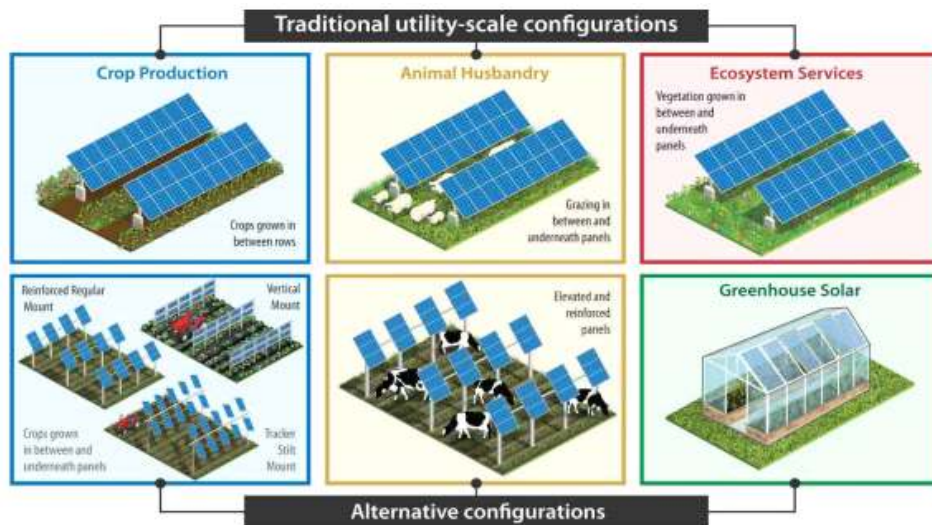 Traditional utility-scale configurations
Crop Production
Crops grown in
between rows
Animal Husbandry
Grazing in
between and
underneath panels
Ecosystem Services
Vegetation grown in
between and
underneath
panels
Reinforced Regular
Mount
Vertical
Mount
Crops grown
in between and
underneath panels
Tracker
Stilt
Mount
Elevated and
reinforced
panels
Greenhouse Solar
Alternative configurations